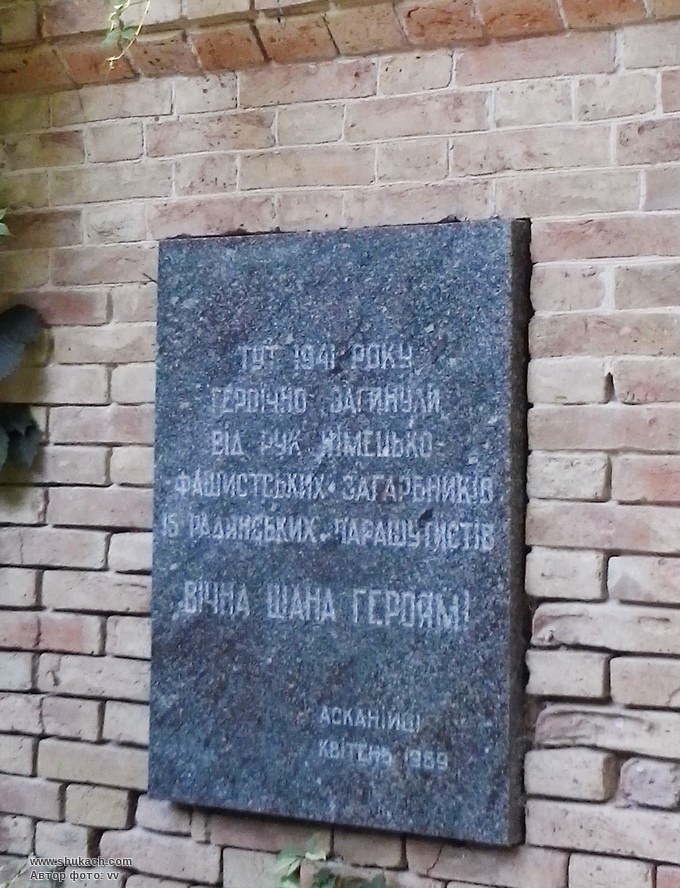 ТУТ 1941 РОКУ
ГЕРОЇЧНО ЗАГИНУЛИ
ВІД РУК НІМЕЦЬКО-
ФАШИСТСЬКИХ ЗАГАРБНИКІВ
15 РАДЯНСЬКИХ ПАРАШУТИСТІВ
ВІЧНА ШАНА ГЕРОЯМ!
АСКАНІЙЦІ
КВІТЕНЬ 1969
www.shukach.com
Автор фото: vv